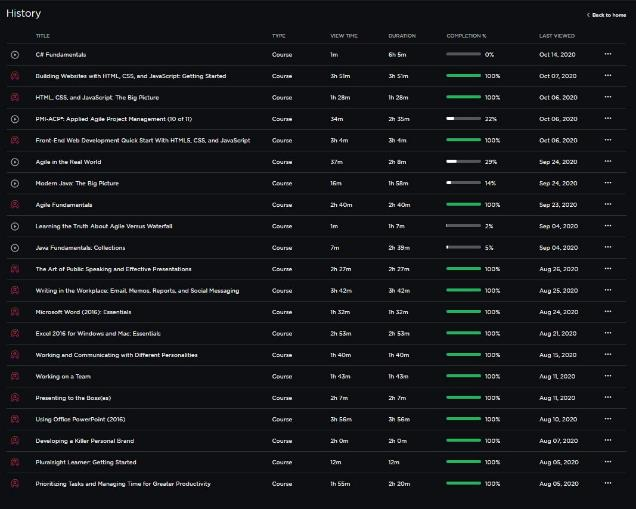 History
Back to home
TITLE TYPE VIEW TIME DURATION COMPLETION % LAST VIEWED
C# Fundamentals Course 1m 6h 5m 0% Oct 14, 2020
Building Websites with HTML, CSS, and JavaScript: Getting Started Course 3h 51m 3h 51m 100% Oct 07, 2020
HTML, CSS, and JavaScript: The Big Picture Course 1h 28m 1h 28m 100% Oct 06, 2020
PMI-ACP®: Applied Agile Project Management (10 of 11) Course 34m 2h 35m 22% Oct 06, 2020
Front-End Web Development Quick Start With HTML5, CSS, and JavaScript Course 3h 4m 3h 4m 100% Oct 06, 2020
Agile in the Real World Course 37m 2h 8m 29% Sep 24, 2020
Modern Java: The Big Picture Course 16m 1h 58m 14% Sep 24, 2020
Agile Fundamentals Course 2h 40m 2h 40m 100% Sep 23, 2020
Learning the Truth About Agile Versus Waterfall Course 1m 1h 7m 2% Sep 04, 2020
Java Fundamentals: Collections Course 7m 2h 39m 5% Sep 04, 2020
The Art of Public Speaking and Effective Presentations Course 2h 27m 2h 27m 100% Aug 26, 2020
Writing in the Workplace: Email, Memos, Reports, and Social Messaging Course 3h 42m 3h 42m 100% Aug 25, 2020
Microsoft Word (2016): Essentials Course 1h 32m 1h 32m 100% Aug 24, 2020
Excel 2016 for Windows and Mac: Essentials Course 2h 53m 2h 53m 100% Aug 21, 2020
Working and Communicating with Different Personalities Course 1h 40m 1h 40m 100% Aug 15, 2020
Working on a Team Course 1h 43m 1h 43m 100% Aug 11, 2020
Presenting to the Boss(es) Course 2h 7m 2h 7m 100% Aug 11, 2020
Using Office PowerPoint (2016) Course 3h 56m 3h 56m 100% Aug 10, 2020
Developing a Killer Personal Brand Course 2h 0m 2h 0m 100% Aug 07, 2020
Pluralsight Learner: Getting Started Course 12m 12m 100% Aug 05, 2020
Prioritizing Tasks and Managing Time for Greater Productivity Course 1h 55m 2h 20m 100% Aug 05, 2020